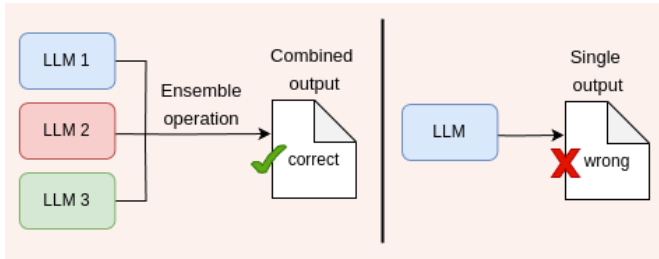 LLM 1
LLM 2
LLM 3
Ensemble
operation
Combined
output
correct
LLM
Single
output
wrong